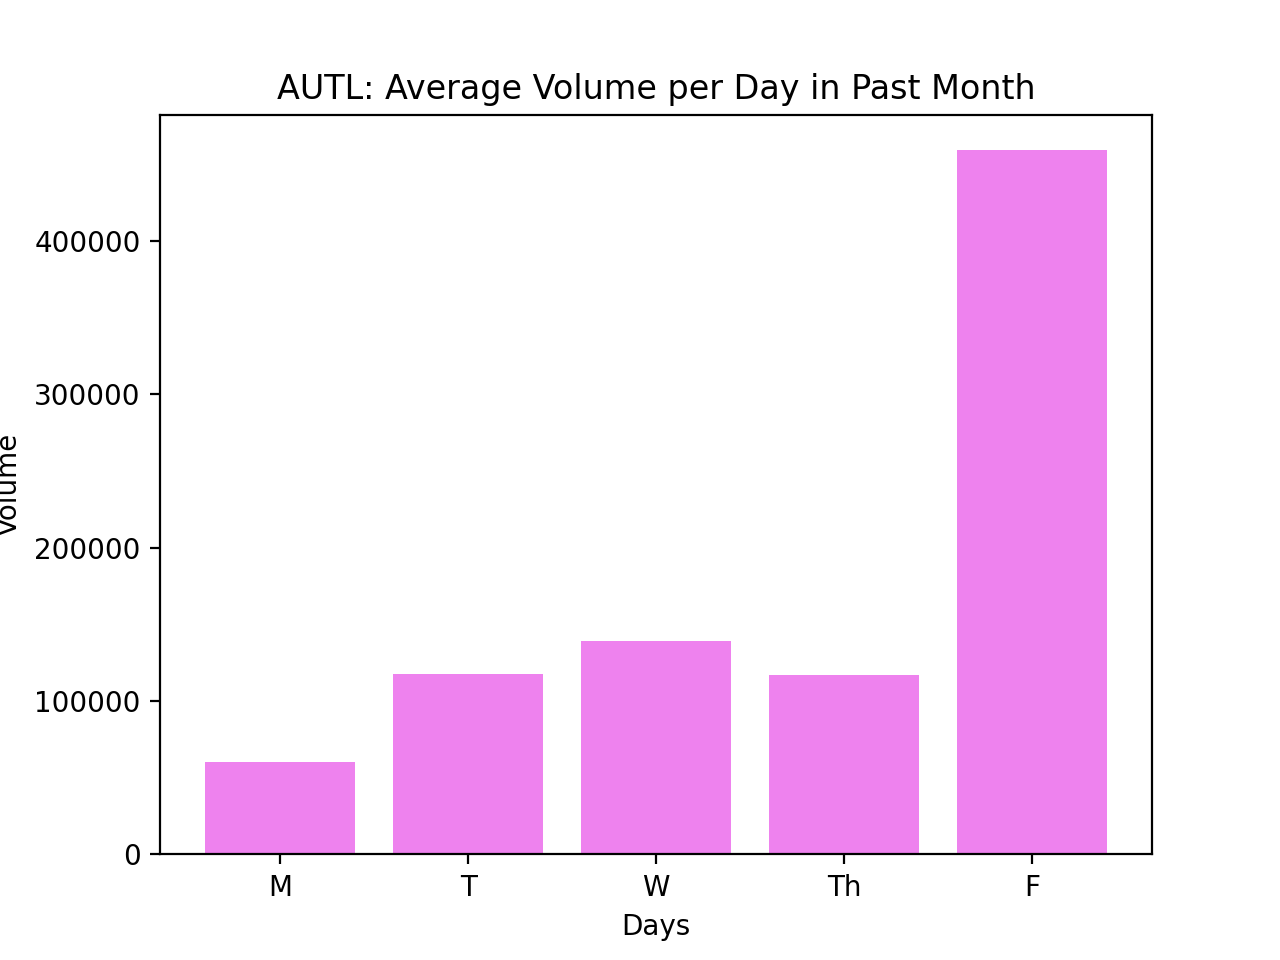 AUTL: Average Volume per Day in Past Month
Volume
400000
300000
200000
100000
0
M T W Th F
Days